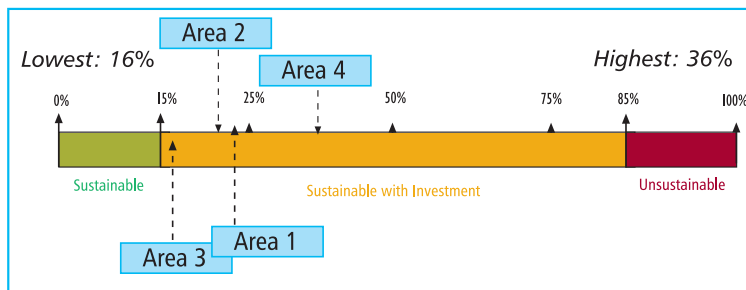 Area 2
Lowest: 16%
Area 4
Highest: 36%
0%
15%
25%
50%
75%
85%
100%
Sustainable
Sustainable with Investment
Unsustainable
Area 3
Area 1